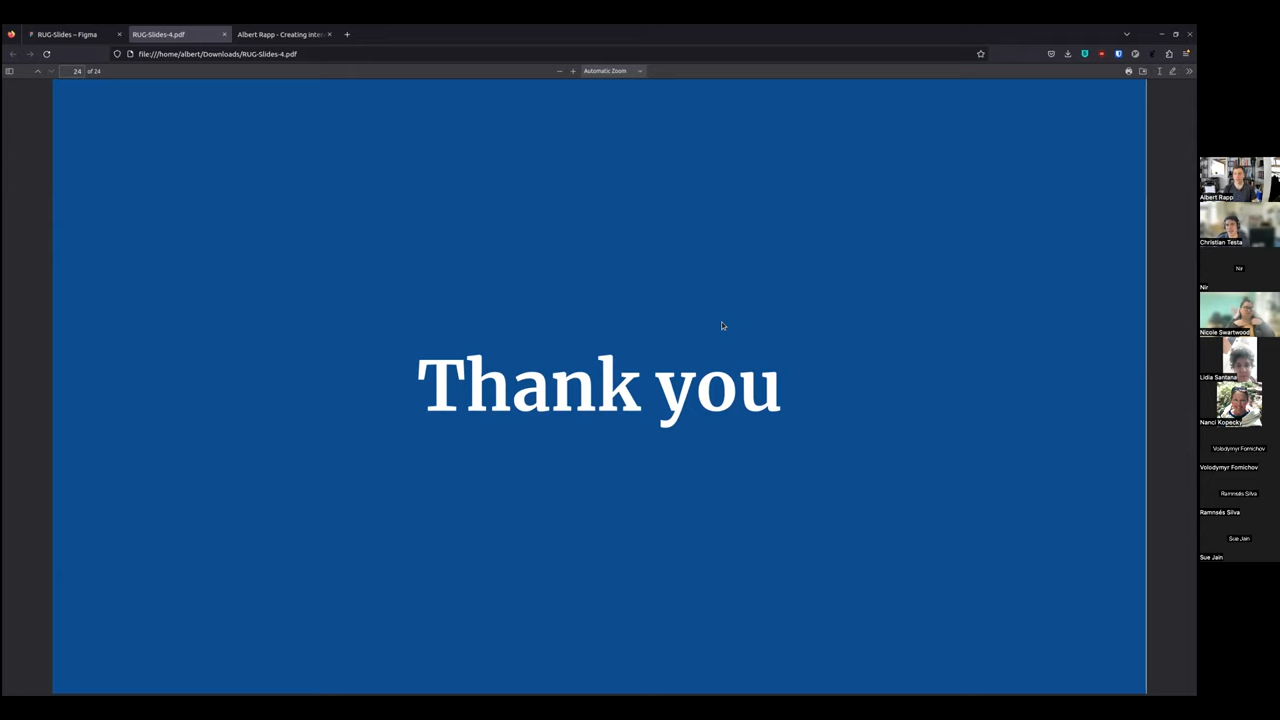 RUG-Slides – Figma
RUG-Slides-4.pdf
Albert Rapp - Creating inter
file:///home/albert/Downloads/RUG-Slides-4.pdf
24 of 24
Automatic Zoom
Thank you
Albert Rapp
Christian Testa
Nir
Nir
Nicole Swartwood
Lidia Santana
Nanci Kopecky
Volodymyr Fomichov
Volodymyr Fomichov
Ramnsés Silva
Ramnsés Silva
Sue Jain
Sue Jain